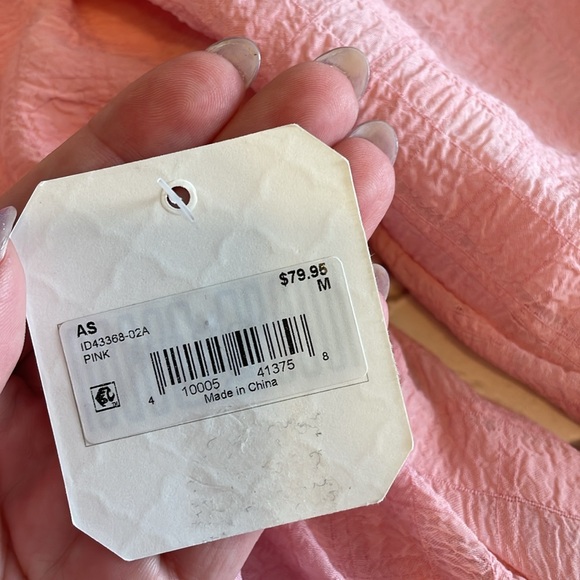 $79.95
M
AS
ID43368-02A
PINK
4 10005 41375 8
Made in China